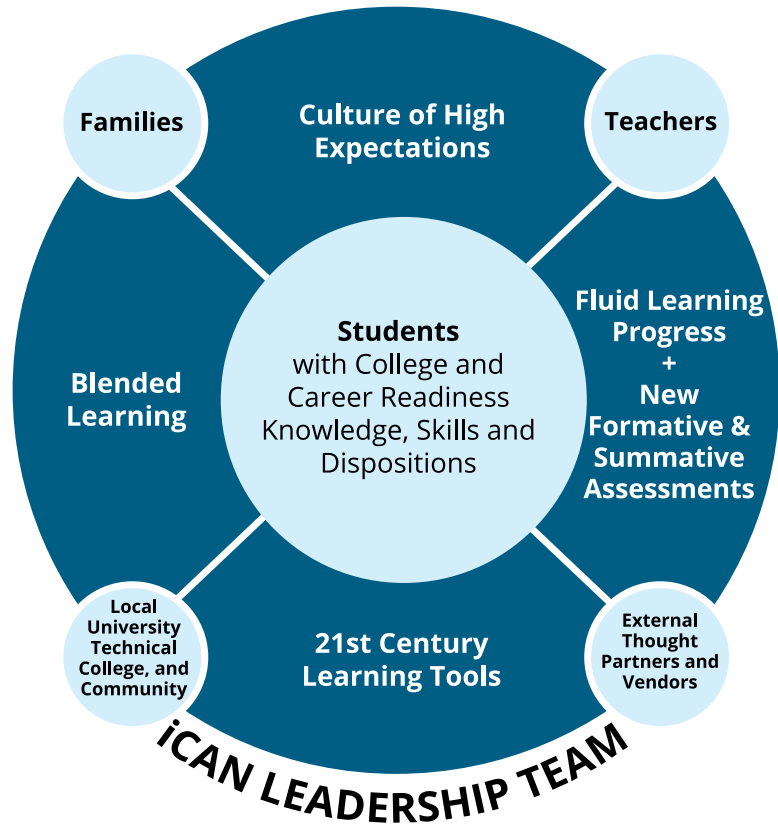 Families
Culture of High
Expectations
Teachers
Students
with College and
Career Readiness
Knowledge, Skills and
Dispositions
Fluid Learning
Progress
+
New
Formative &
Summative
Assessments
Blended
Learning
Local
University
Technical
College, and
Community
21st Century
Learning Tools
External
Thought
Partners and
Vendors
iCAN LEADERSHIP TEAM